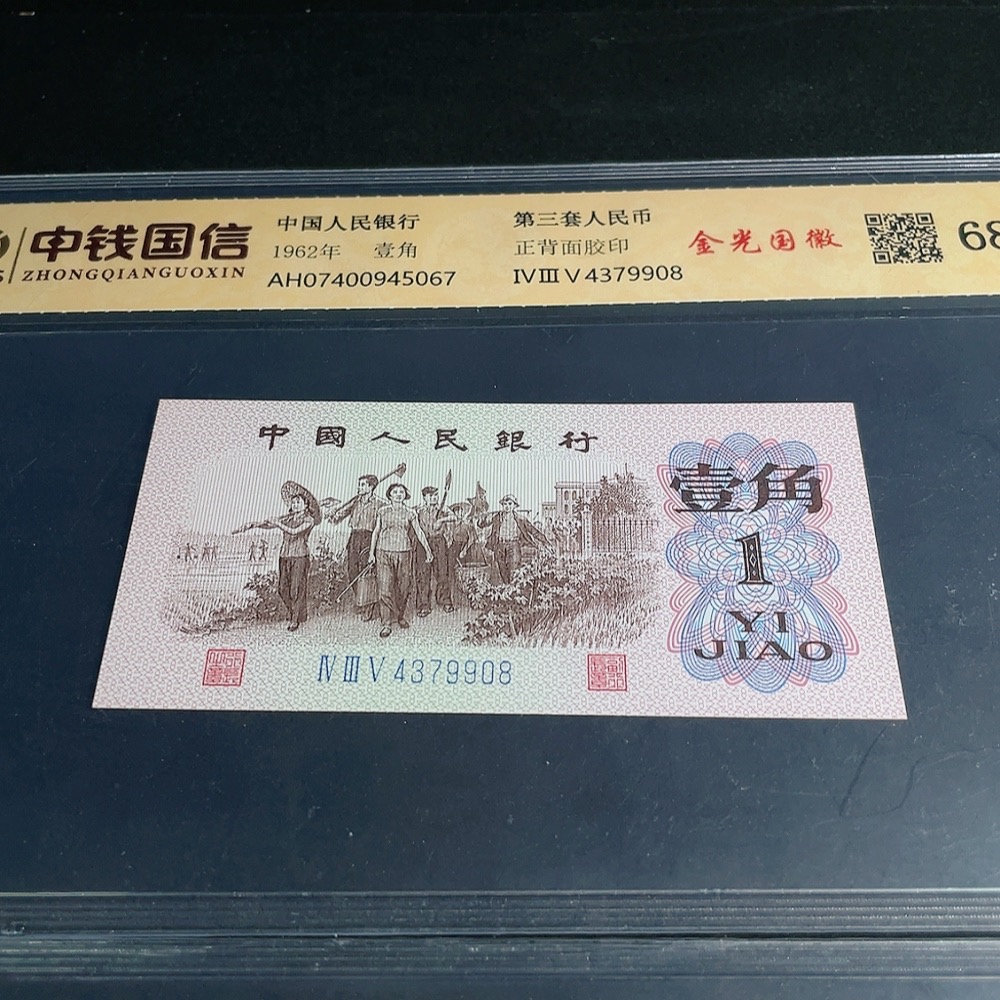 中钱国信
ZHONGQIANGUOXIN
中国人民银行
1962年 壹角
AH07400945067
第三套人民币
正背面胶印
IVIIIV4379908
金光国徽
68
中國人民銀行
壹角
1
YI
JIAO
ⅣⅢⅤ4379908